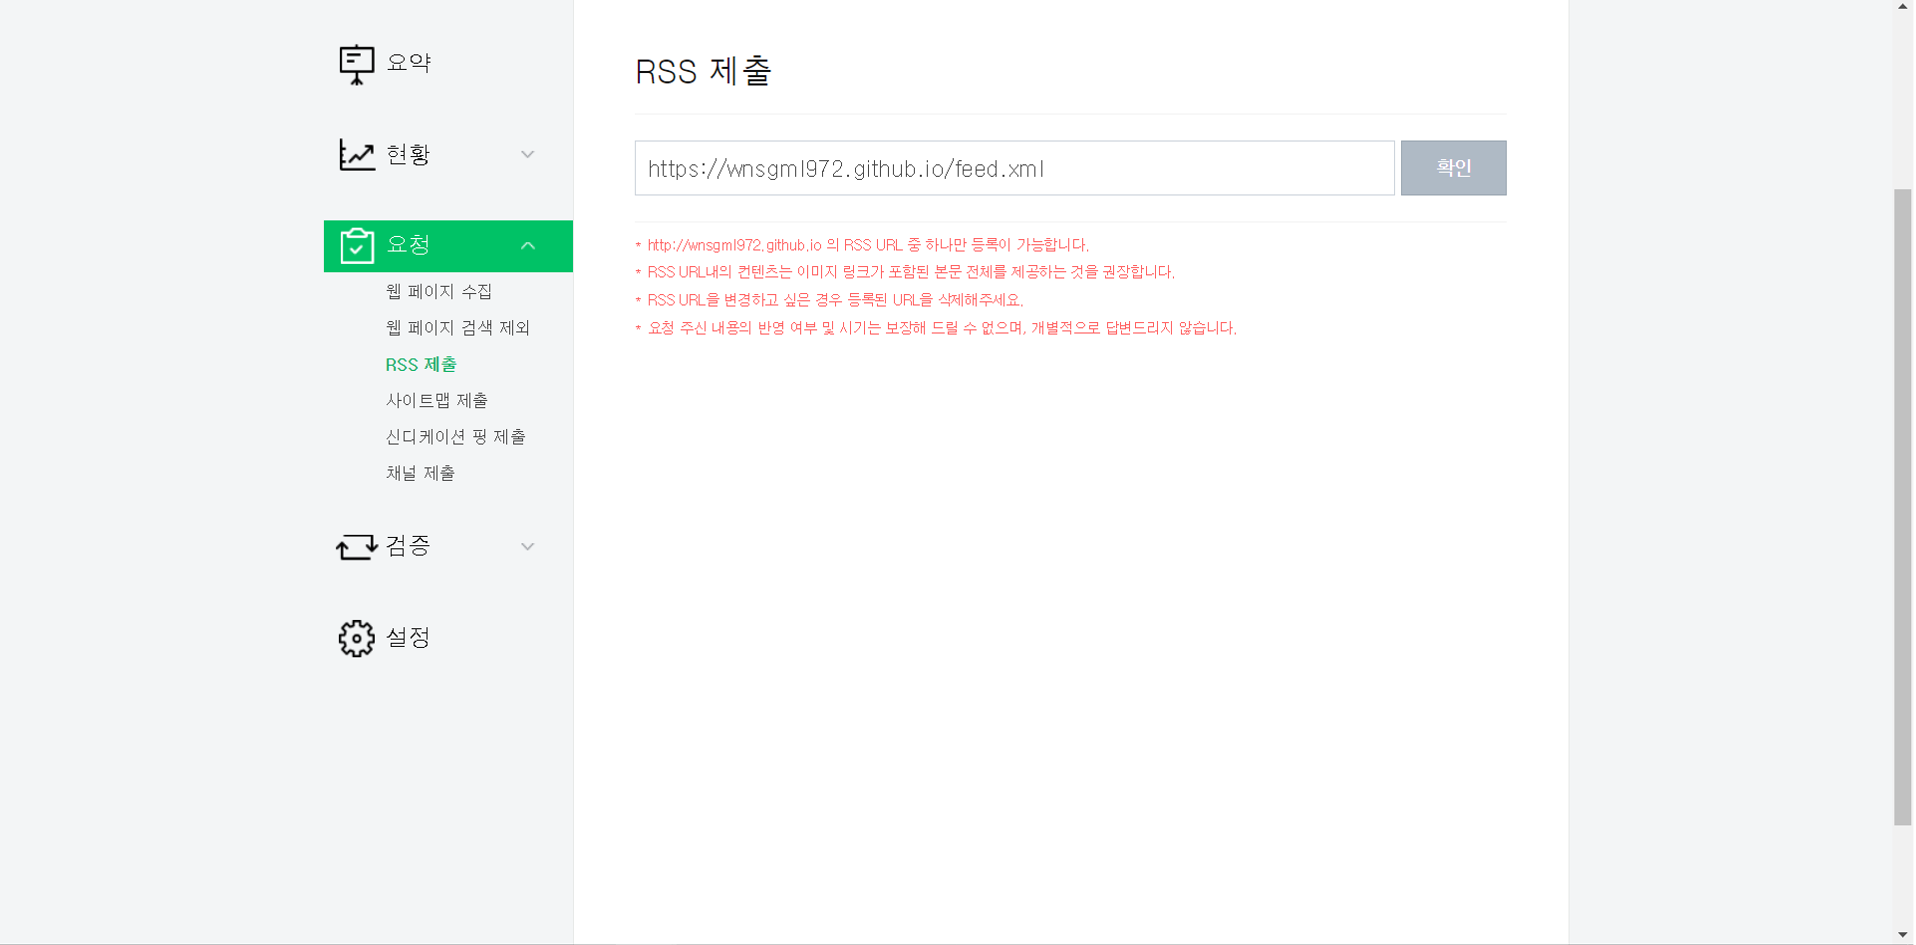 요약
현황
요청
웹 페이지 수집
웹 페이지 검색 제외
RSS 제출
사이트맵 제출
신디케이션 핑 제출
채널 제출
검증
설정
RSS 제출
https://wnsgml972.github.io/feed.xml
확인
* http://wnsgml972.github.io 의 RSS URL 중 하나만 등록이 가능합니다.
* RSS URL내의 컨텐츠는 이미지 링크가 포함된 본문 전체를 제공하는 것을 권장합니다.
* RSS URL을 변경하고 싶은 경우 등록된 URL을 삭제해주세요.
* 요청 주신 내용의 반영 여부 및 시기는 보장해 드릴 수 없으며, 개별적으로 답변드리지 않습니다.